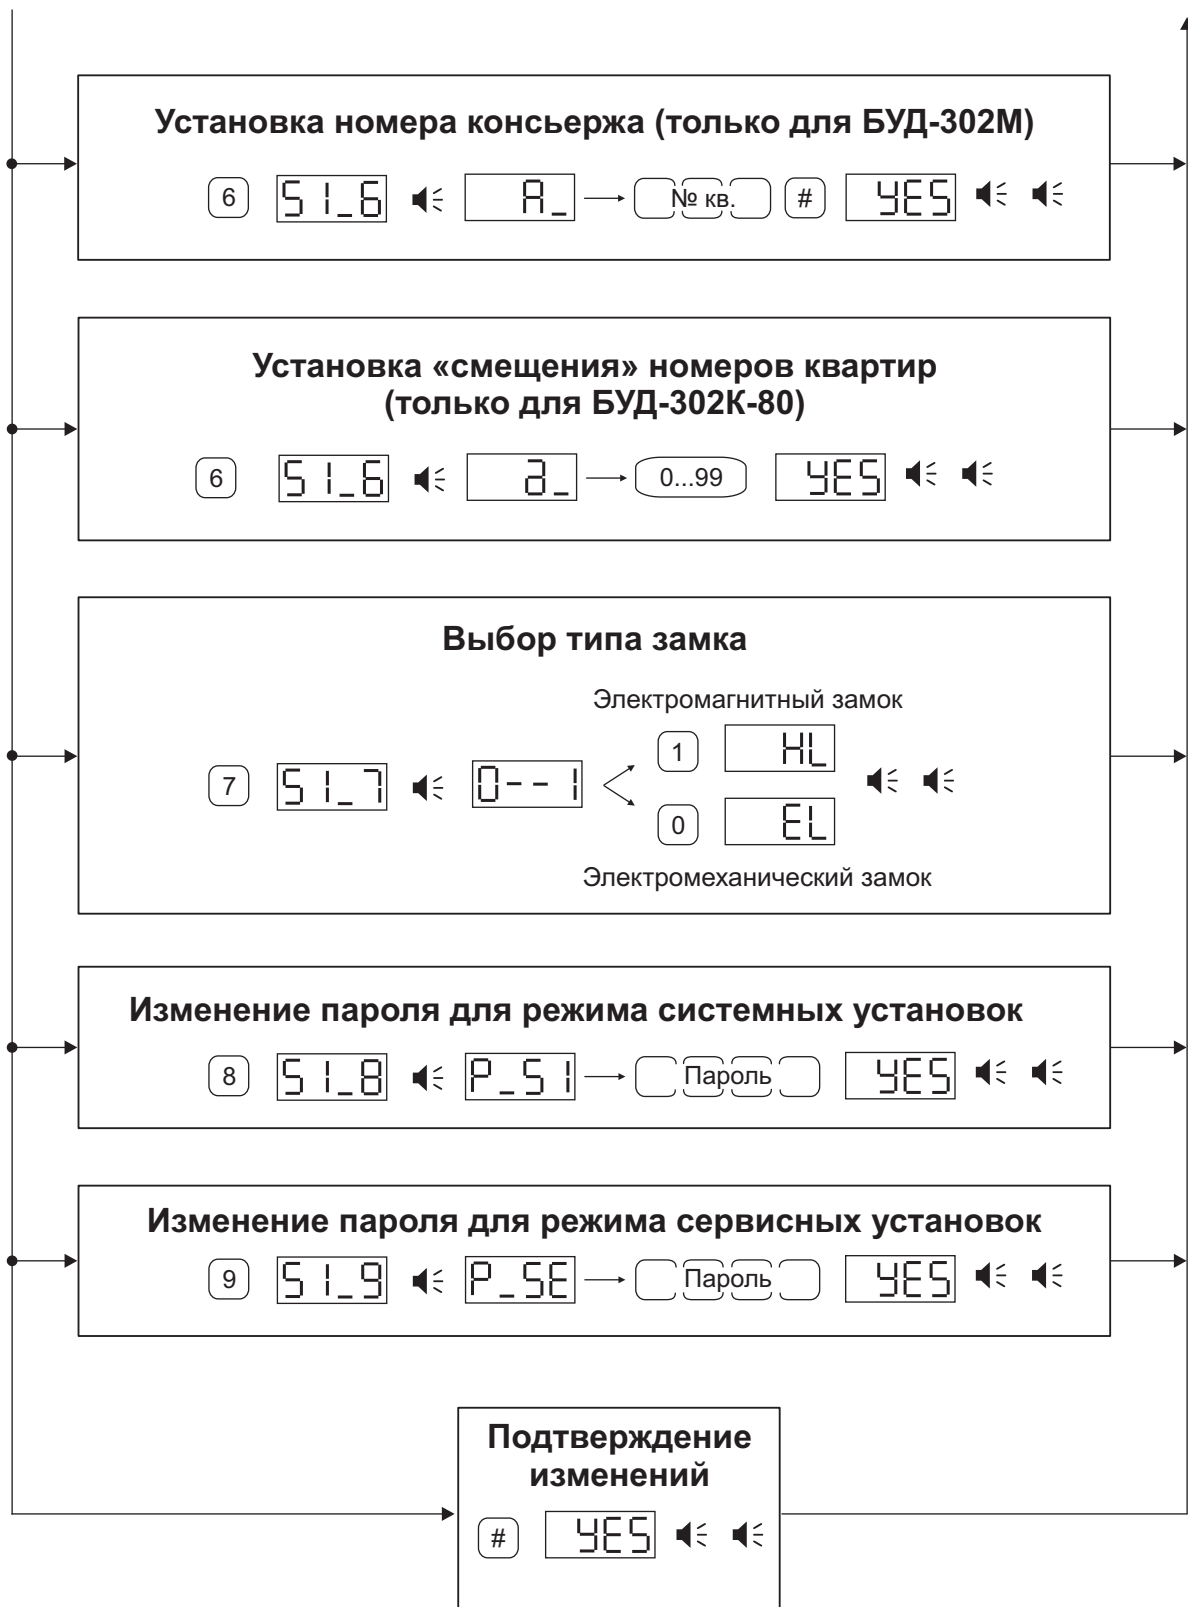 Установка номера консьержа (только для БУД-302М)
6 SI_6 A_ № кв. # YES
Установка «смещения» номеров квартир
(только для БУД-302К-80)
6 SI_6 a_ 0...99 YES
Выбор типа замка
Электромагнитный замок
1 HL
7 SI_7 0--1
0 EL
Электромеханический замок
Изменение пароля для режима системных установок
8 SI_8 P_SI Пароль YES
Изменение пароля для режима сервисных установок
9 SI_9 P_SE Пароль YES
Подтверждение
изменений
# YES